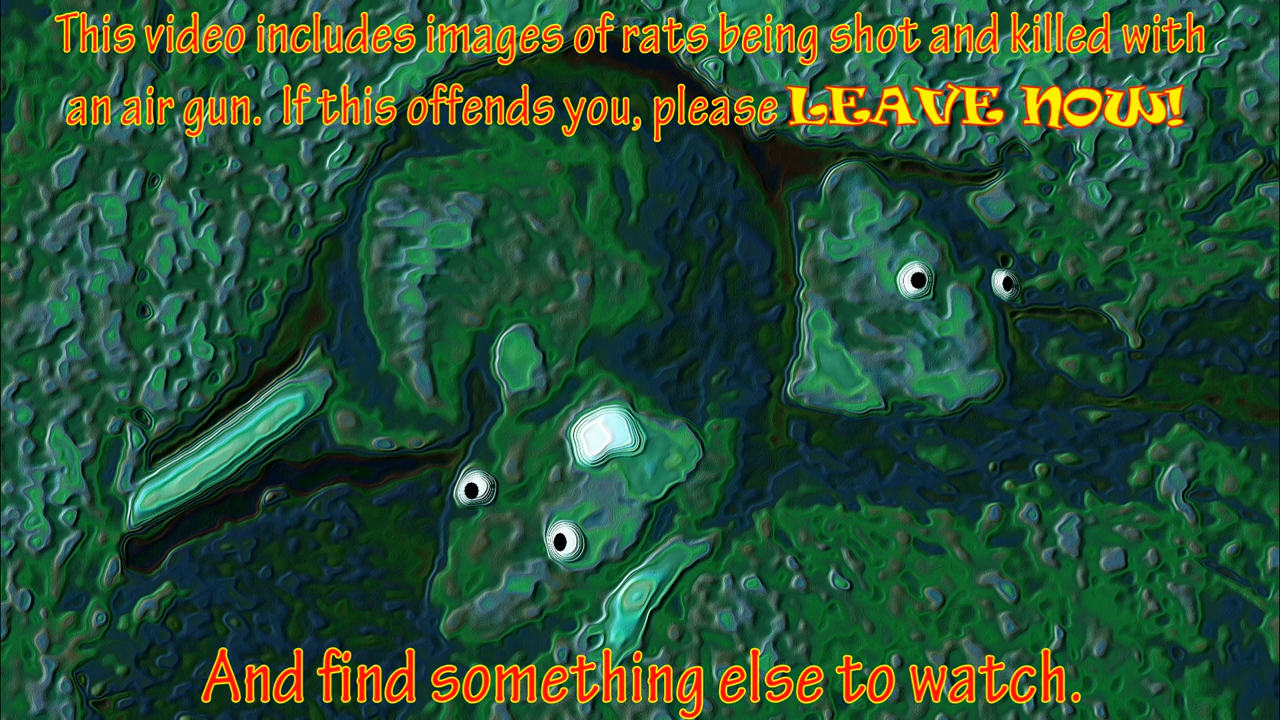 This video includes images of rats being shot and killed with
an air gun. If this offends you, please LEAVE NOW!
And find something else to watch.